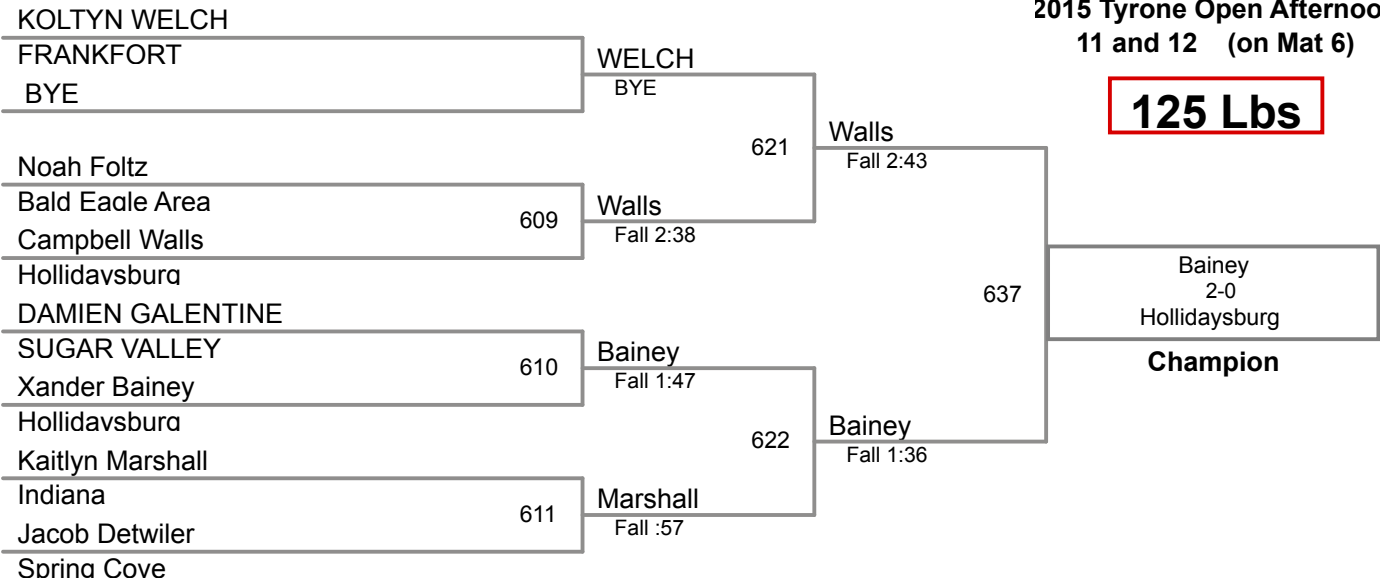 2015 Tyrone Open Afternoo
11 and 12 (on Mat 6)
125 Lbs
KOLTYN WELCH
FRANKFORT
BYE
Noah Foltz
Bald Eagle Area
Campbell Walls
Hollidaysburg
DAMIEN GALENTINE
SUGAR VALLEY
Xander Bainey
Hollidaysburg
Kaitlyn Marshall
Indiana
Jacob Detwiler
Spring Cove
609
610
611
WELCH
BYE
Walls
Fall 2:38
Bainey
Fall 1:47
Marshall
Fall :57
621
622
Walls
Fall 2:43
Bainey
Fall 1:36
637
Bainey
2-0
Hollidaysburg
Champion